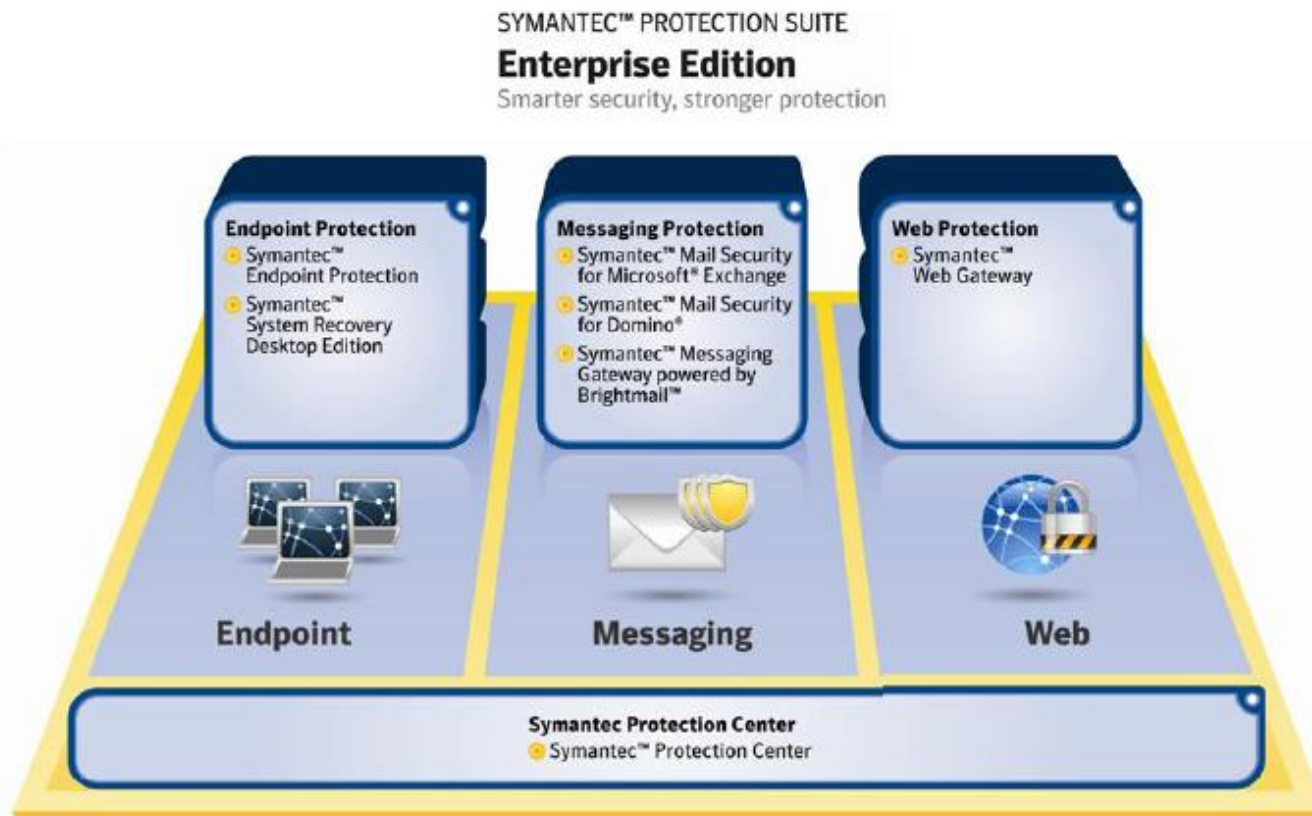 SYMANTEC™ PROTECTION SUITE
Enterprise Edition
Smarter security, stronger protection
Endpoint Protection
Symantec™
Endpoint Protection
Symantec™
System Recovery
Desktop Edition
Messaging Protection
Symantec™ Mail Security
for Microsoft® Exchange
Symantec™ Mail Security
for Domino®
Symantec™ Messaging
Gateway powered by
Brightmail™
Web Protection
Symantec™
Web Gateway
Endpoint
Messaging
Web
Symantec Protection Center
Symantec™ Protection Center